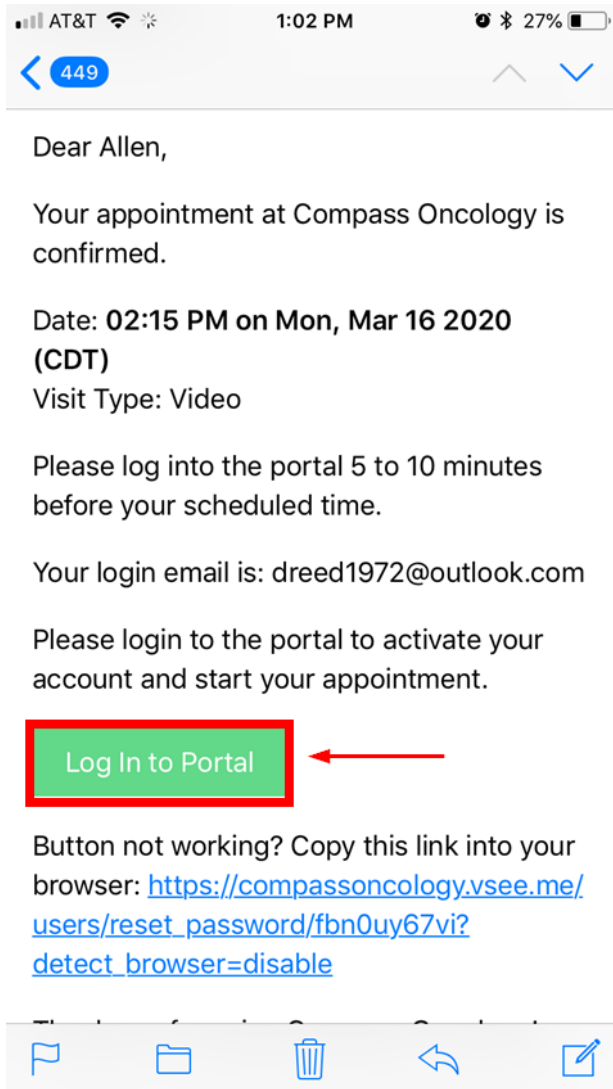 AT&T 1:02 PM 27%
449
Dear Allen,
Your appointment at Compass Oncology is
confirmed.
Date: 02:15 PM on Mon, Mar 16 2020
(CDT)
Visit Type: Video
Please log into the portal 5 to 10 minutes
before your scheduled time.
Your login email is: dreed1972@outlook.com
Please login to the portal to activate your
account and start your appointment.
Log In to Portal
Button not working? Copy this link into your
browser: https://compassoncology.vsee.me/
users/reset_password/fbn0uy67vi?
detect_browser=disable